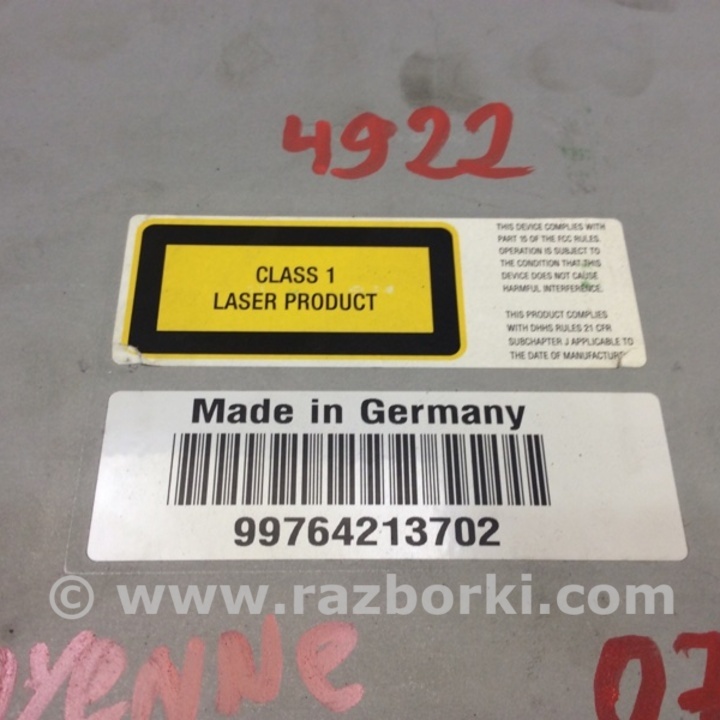 4922
CLASS 1
LASER PRODUCT
THIS DEVICE COMPLIES WITH
PART 15 OF THE FCC RULES.
OPERATION IS SUBJECT TO
THE CONDITION THAT THIS
DEVICE DOES NOT CAUSE
HARMFUL INTERFERENCE.
THIS PRODUCT COMPLIES
WITH DHHS RULES 21 CFR
SUBCHAPTER J APPLICABLE TO
THE DATE OF MANUFACTURE
Made in Germany
99764213702
© www.razborki.com
YENNE
07